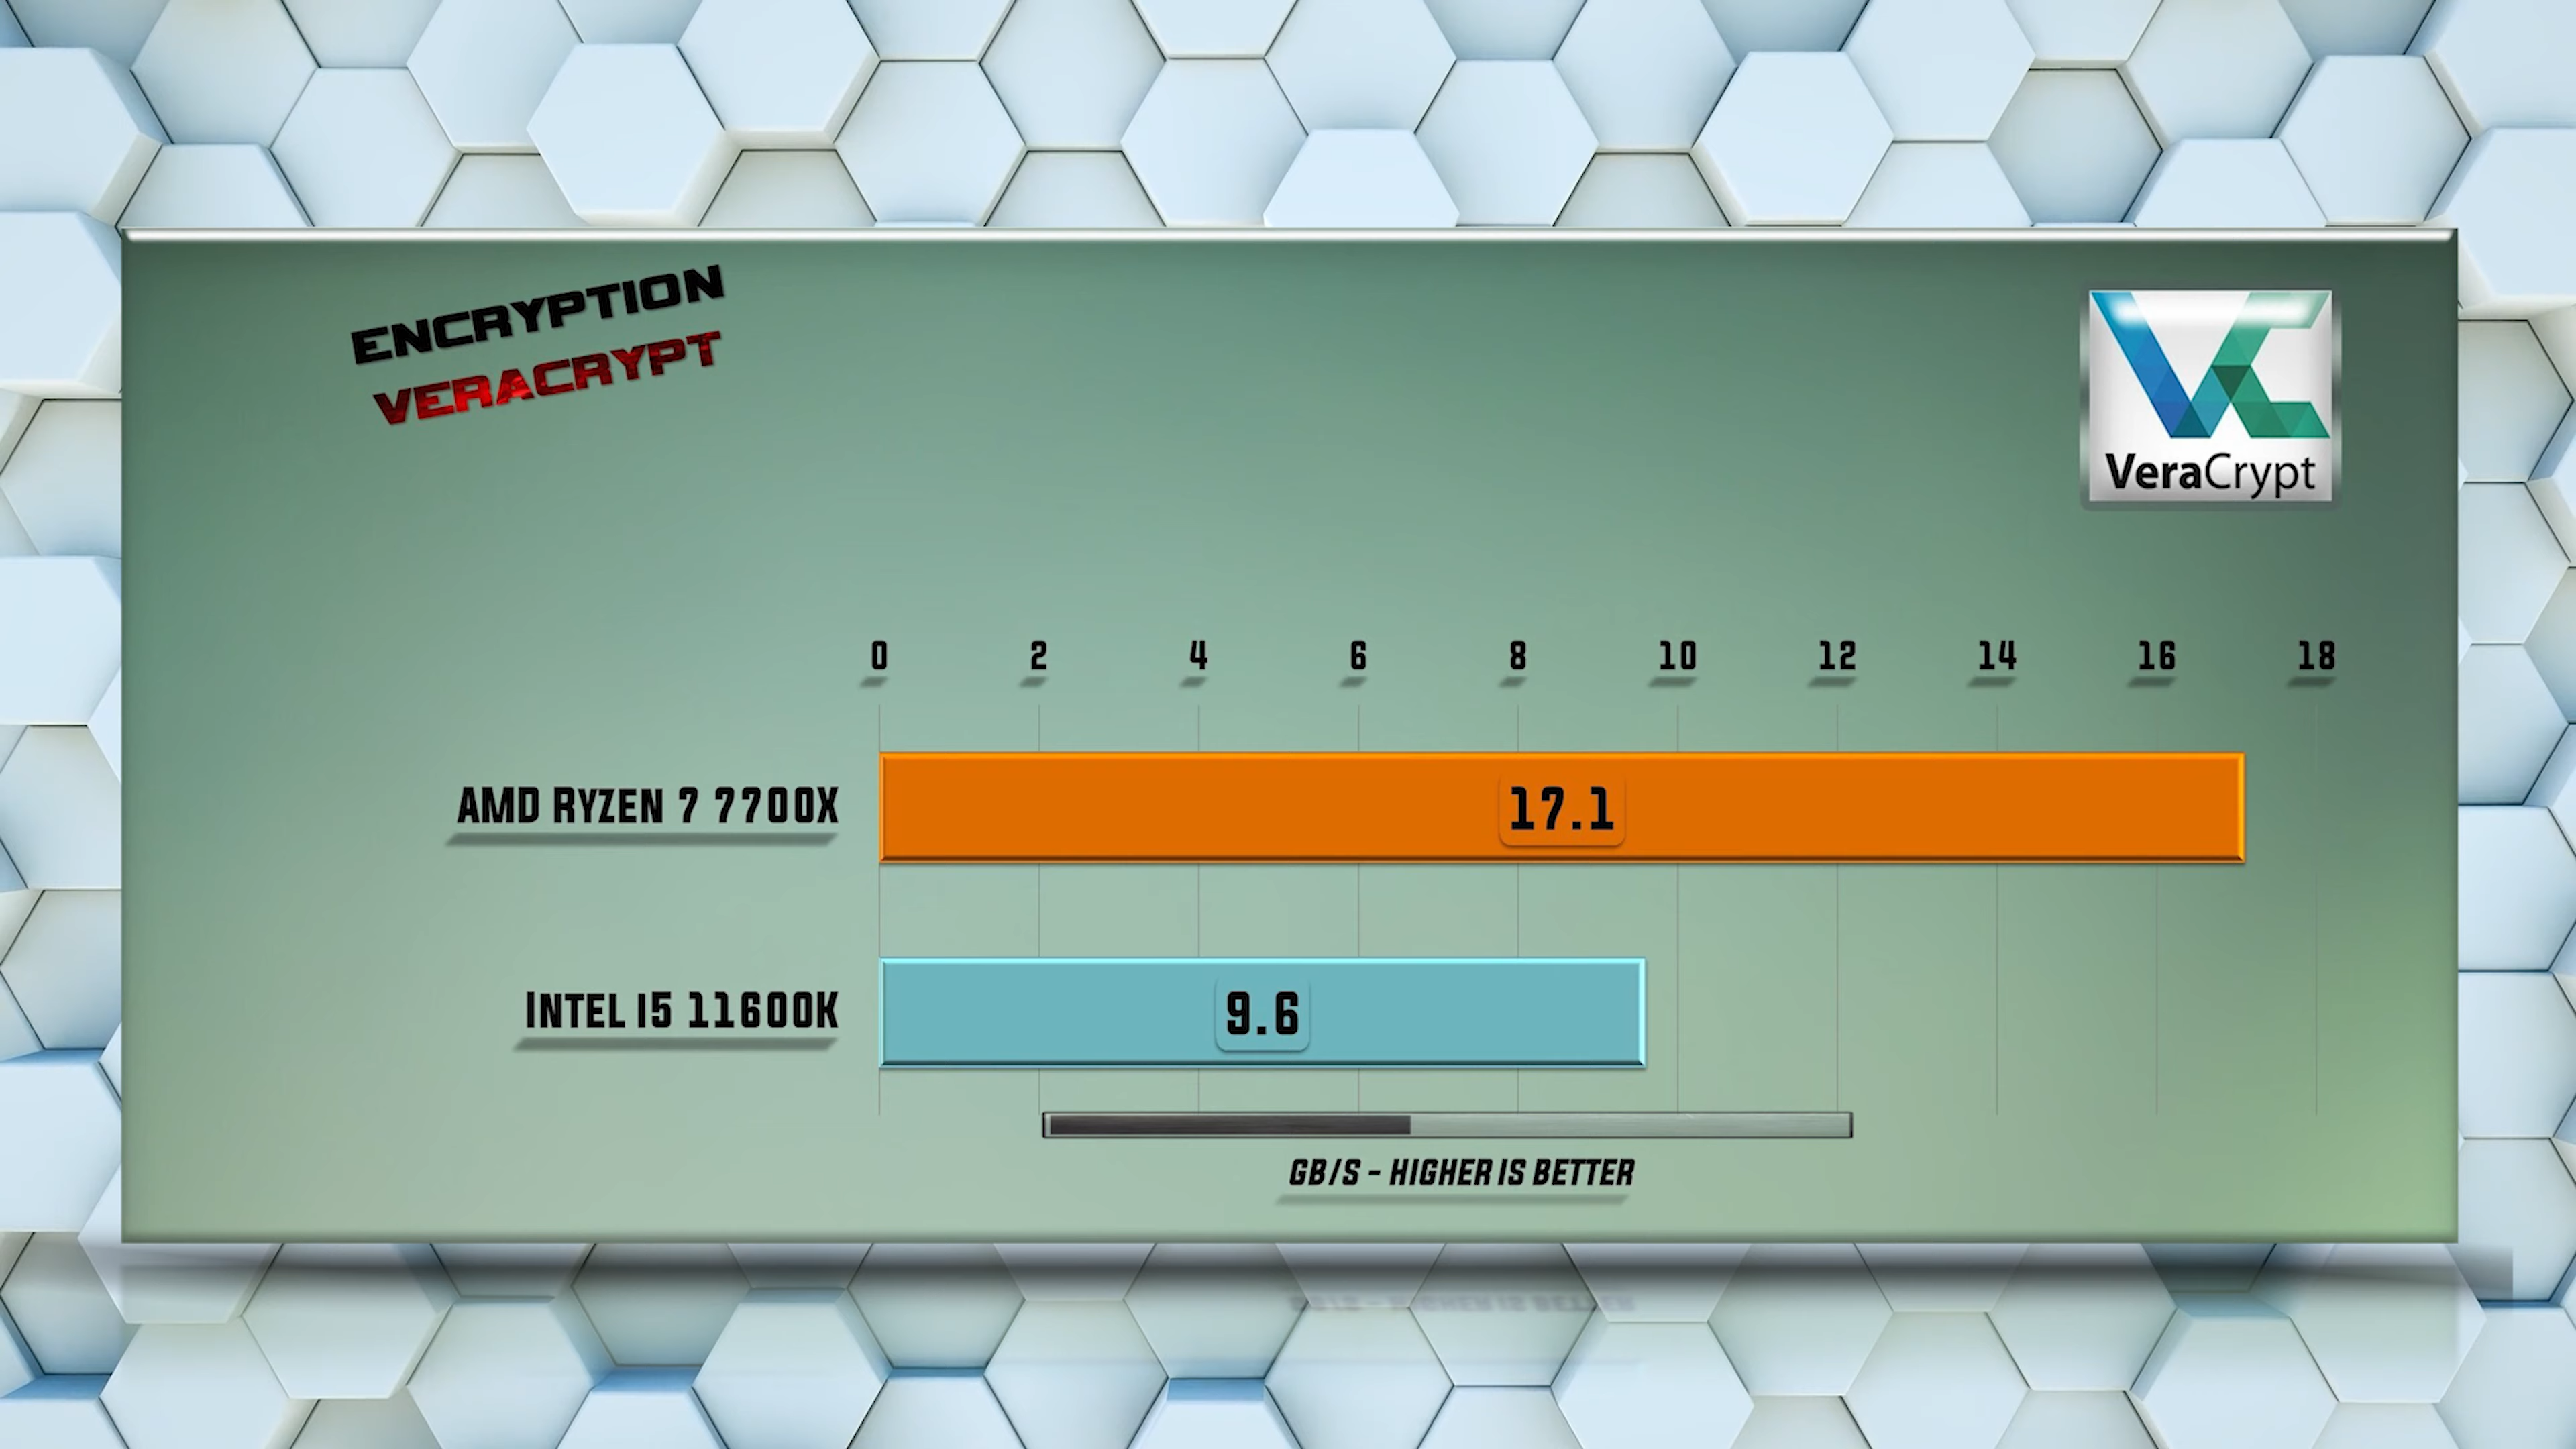 ENCRYPTION
VERACRYPT
VeraCrypt
0 2 4 6 8 10 12 14 16 18
AMD RYZEN 7 7700X 17.1
INTEL I5 11600K 9.6
GB/S - HIGHER IS BETTER